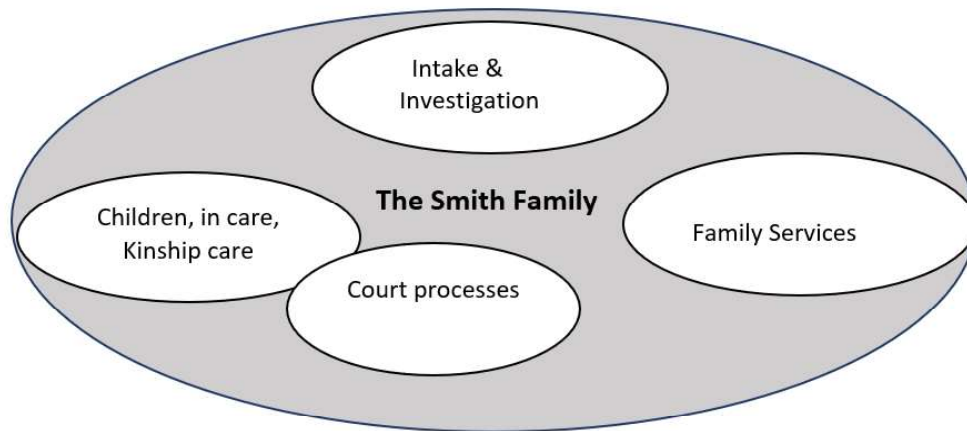 Intake &
Investigation
The Smith Family
Children, in care,
Kinship care
Family Services
Court processes